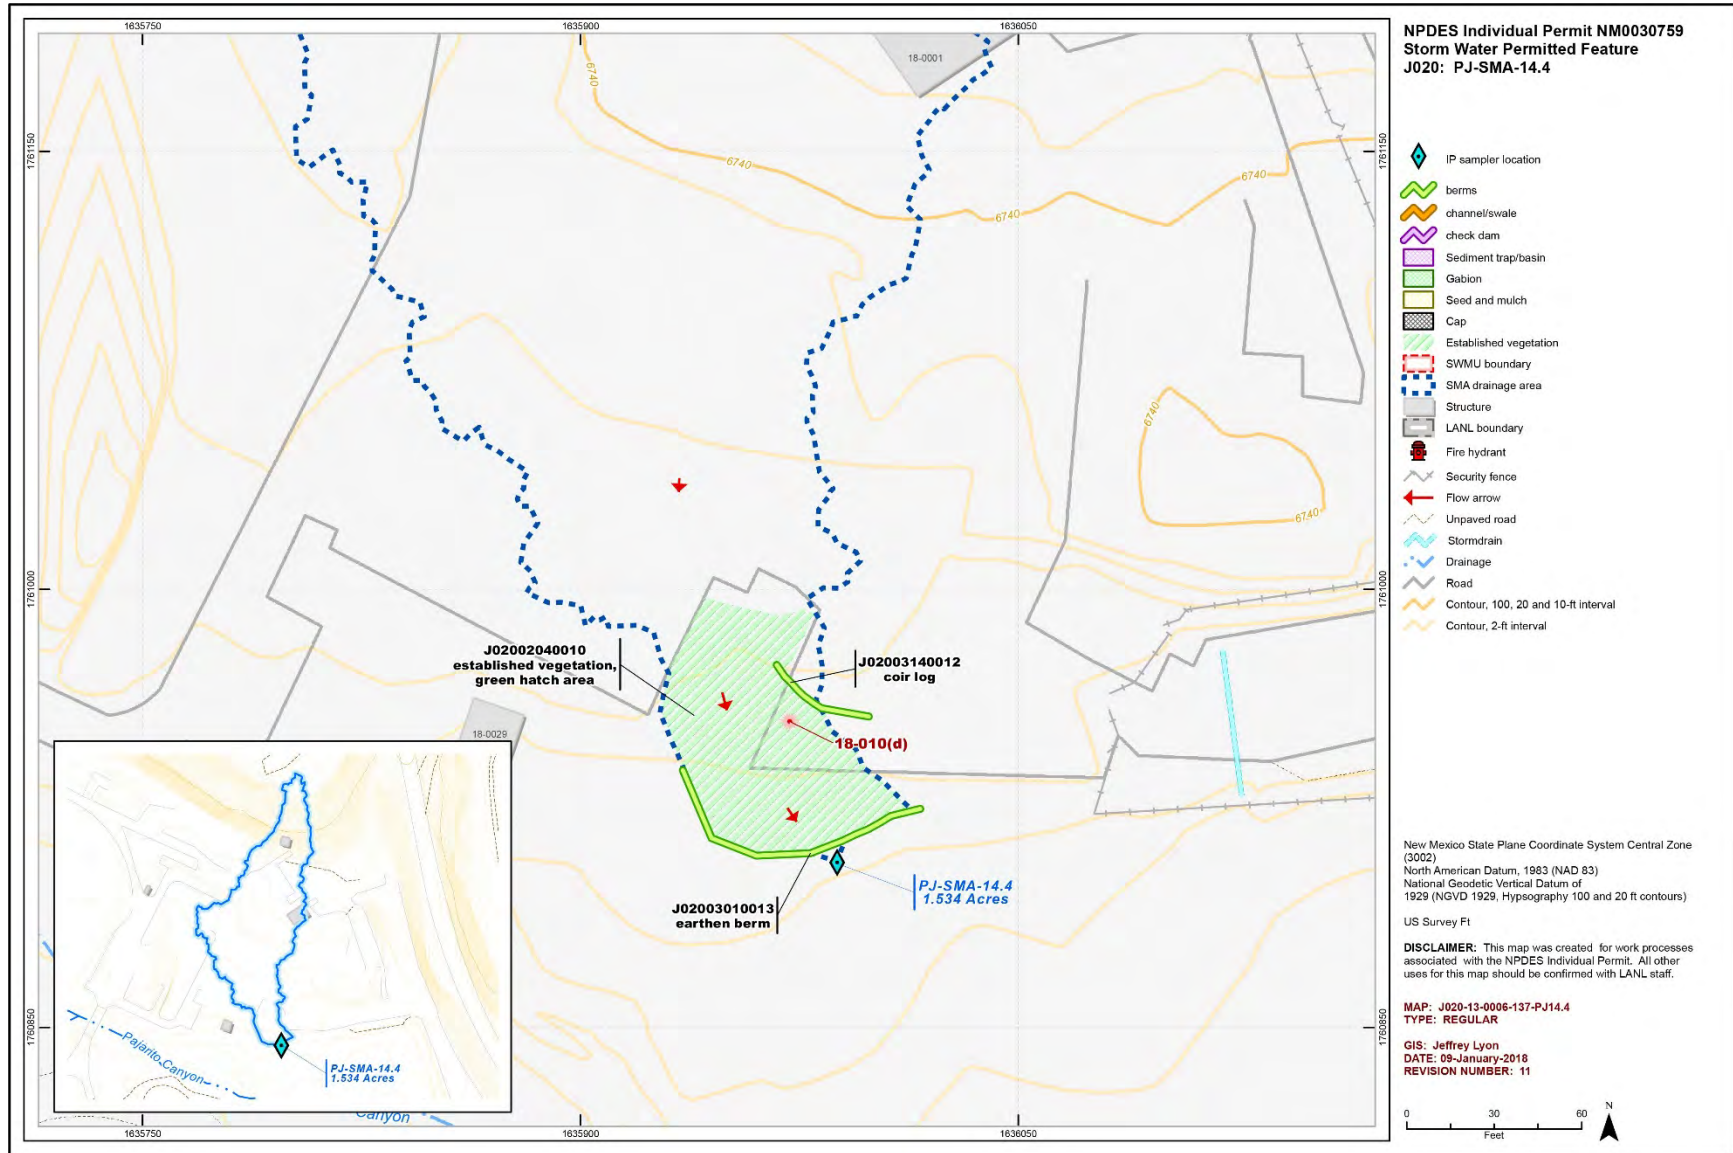 1635750
1635900
1636050
1761150
1761000
1760850
1761150
1761000
1760850
1635750
1635900
1636050
18-0001
6740
6740
6740
6740
6740
6740
J02002040010
established vegetation,
green hatch area
J02003140012
coir log
18-010(d)
18-0029
PJ-SMA-14.4
1.534 Acres
J02003010013
earthen berm
Pajarito Canyon
PJ-SMA-14.4
1.534 Acres
Canyon
NPDES Individual Permit NM0030759
Storm Water Permitted Feature
J020: PJ-SMA-14.4
IP sampler location
berms
channel/swale
check dam
Sediment trap/basin
Gabion
Seed and mulch
Cap
Established vegetation
SWMU boundary
SMA drainage area
Structure
LANL boundary
Fire hydrant
Security fence
Flow arrow
Unpaved road
Stormdrain
Drainage
Road
Contour, 100, 20 and 10-ft interval
Contour, 2-ft interval
New Mexico State Plane Coordinate System Central Zone
(3002)
North American Datum, 1983 (NAD 83)
National Geodetic Vertical Datum of
1929 (NGVD 1929, Hypsography 100 and 20 ft contours)
US Survey Ft
DISCLAIMER: This map was created for work processes
associated with the NPDES Individual Permit. All other
uses for this map should be confirmed with LANL staff.
MAP: J020-13-0006-137-PJ14.4
TYPE: REGULAR
GIS: Jeffrey Lyon
DATE: 09-January-2018
REVISION NUMBER: 11
0 30 60
Feet
N